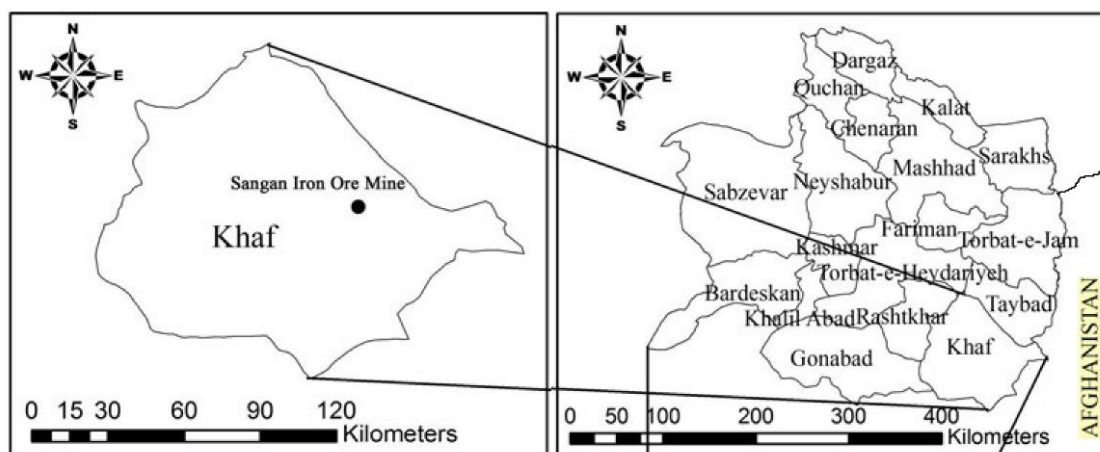 N
W E
S
Sangan Iron Ore Mine
Khaf
0 15 30 60 90 120
Kilometers
N
W E
S
Dargaz
Quchan
Kalat
Chenaran
Sarakhs
Mashhad
Neyshabur
Sabzevar
Fariman
Torbat-e-Jam
Kashmar
Torbat-e-Heydariyeh
Bardeskan
Taybad
Khalil Abad
Rashtkhar
Khaf
Gonabad
AFGHANISTAN
0 50 100 200 300 400
Kilometers